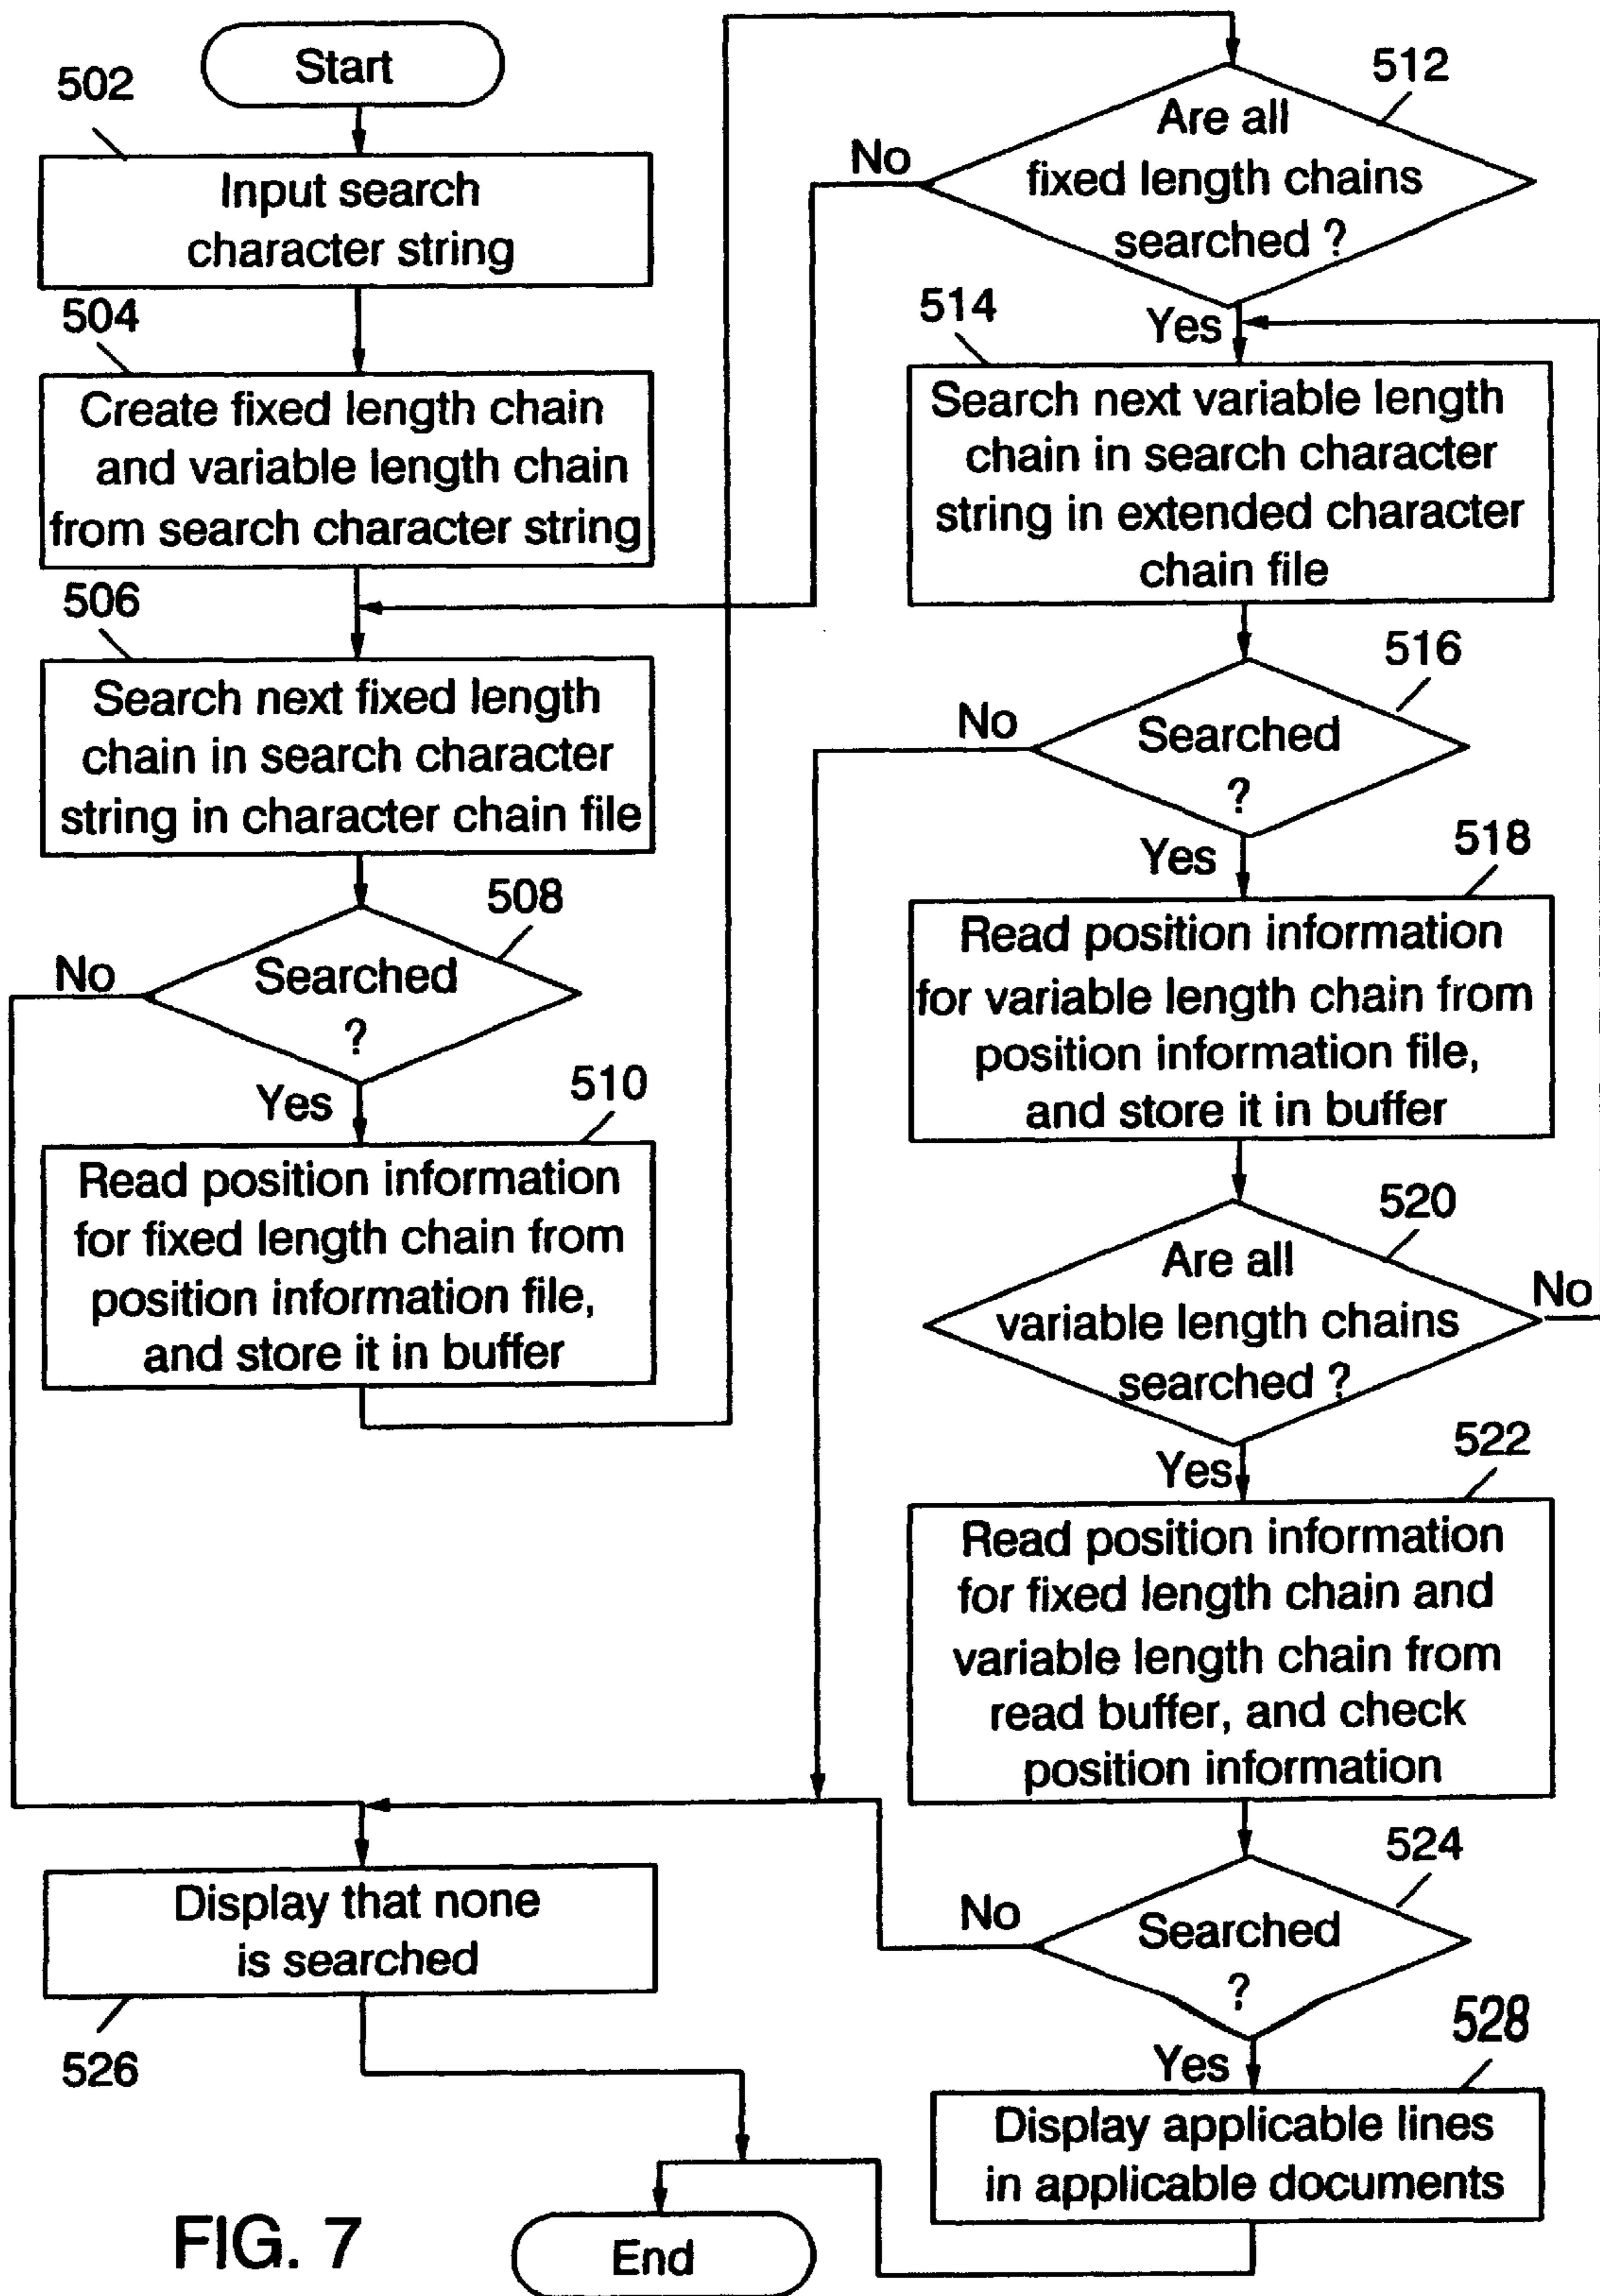 Start
502
Input search
character string
504
Create fixed length chain
and variable length chain
from search character string
506
Search next fixed length
chain in search character
string in character chain file
508
No
Searched
?
Yes
510
Read position information
for fixed length chain from
position information file,
and store it in buffer
512
Are all
fixed length chains
searched ?
No
Yes
514
Search next variable length
chain in search character
string in extended character
chain file
516
No
Searched
?
Yes
518
Read position information
for variable length chain from
position information file,
and store it in buffer
520
Are all
variable length chains
searched ?
No
Yes
522
Read position information
for fixed length chain and
variable length chain from
read buffer, and check
position information
524
No
Searched
?
Yes
528
Display applicable lines
in applicable documents
Display that none
is searched
526
End
FIG. 7